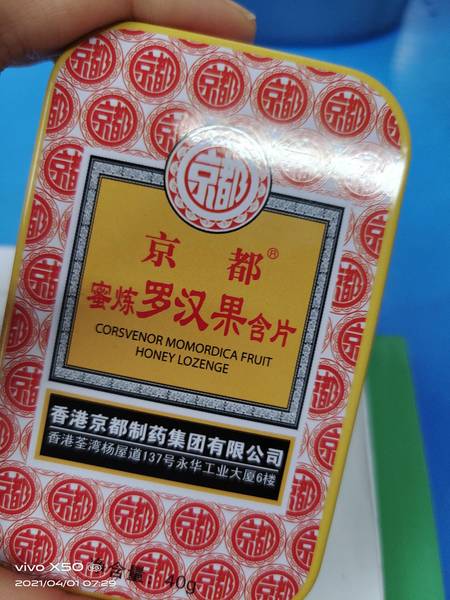 京都
京都®
蜜炼罗汉果含片
CORSVENOR MOMORDICA FRUIT
HONEY LOZENGE
香港京都制药集团有限公司
香港荃湾杨屋道137号永华工业大厦6楼
含量: 40g
vivo X50
2021/04/01 07:29